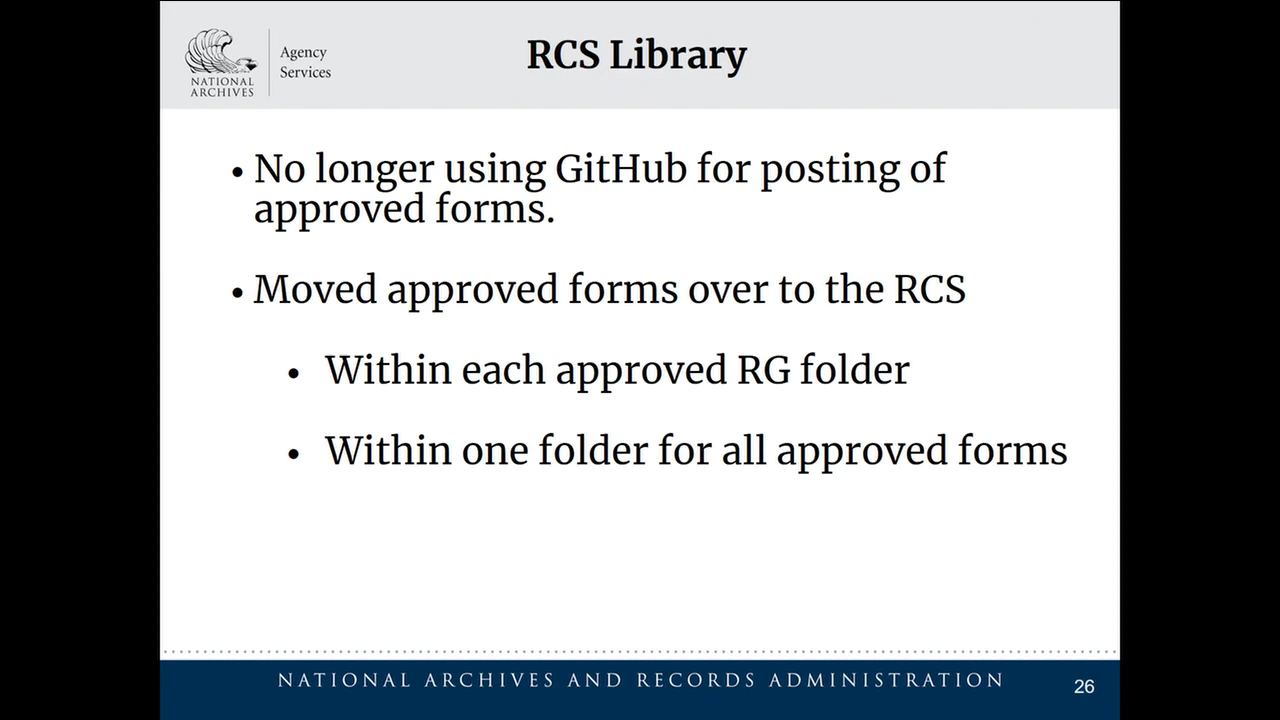 NATIONAL
ARCHIVES
Agency
Services
RCS Library
• No longer using GitHub for posting of
approved forms.
• Moved approved forms over to the RCS
• Within each approved RG folder
• Within one folder for all approved forms
NATIONAL ARCHIVES AND RECORDS ADMINISTRATION
26